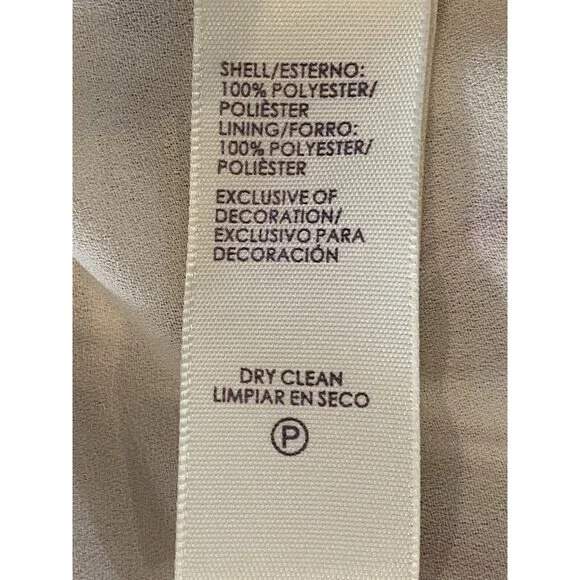 SHELL/ESTERNO:
100% POLYESTER/
POLIÈSTER
LINING/FORRO:
100% POLYESTER/
POLIÈSTER
EXCLUSIVE OF
DECORATION/
EXCLUSIVO PARA
DECORACIÓN
DRY CLEAN
LIMPIAR EN SECO
P